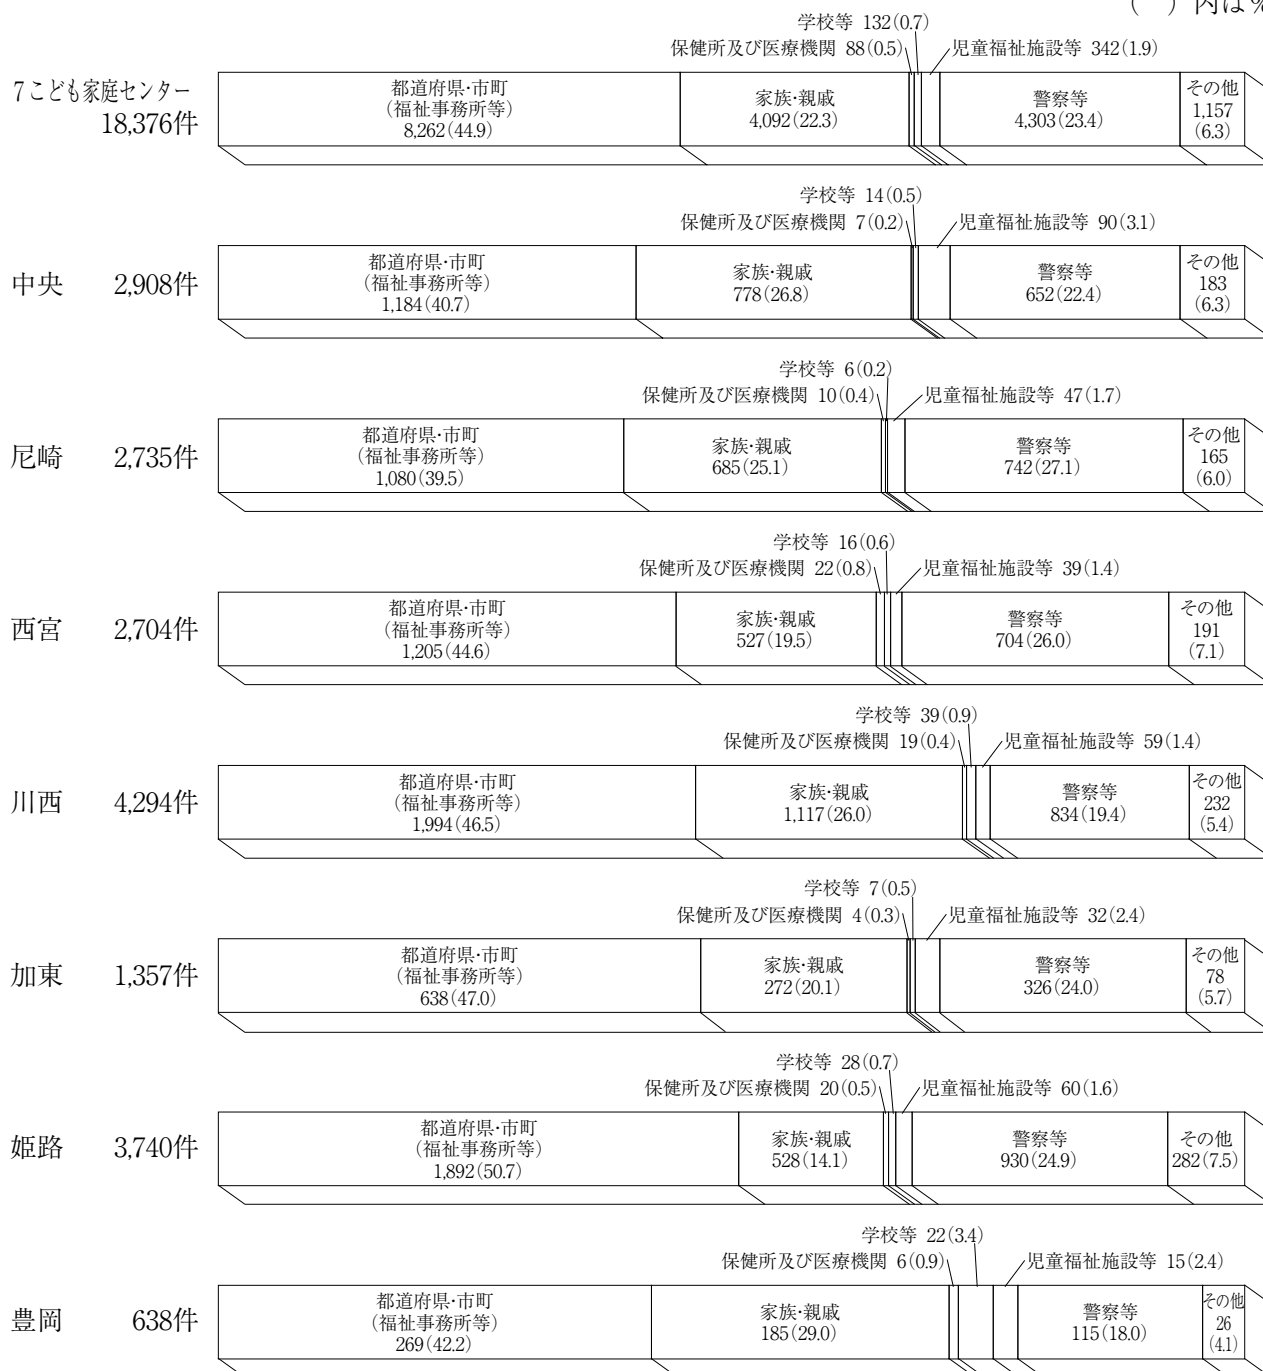 （　）内は%
学校等 132(0.7)
保健所及び医療機関 88(0.5)
児童福祉施設等 342(1.9)
7こども家庭センター
18,376件
都道府県・市町
(福祉事務所等)
8,262(44.9)
家族・親戚
4,092(22.3)
警察等
4,303(23.4)
その他
1,157
(6.3)
学校等 14(0.5)
保健所及び医療機関 7(0.2)
児童福祉施設等 90(3.1)
中央 2,908件
都道府県・市町
(福祉事務所等)
1,184(40.7)
家族・親戚
778(26.8)
警察等
652(22.4)
その他
183
(6.3)
学校等 6(0.2)
保健所及び医療機関 10(0.4)
児童福祉施設等 47(1.7)
尼崎 2,735件
都道府県・市町
(福祉事務所等)
1,080(39.5)
家族・親戚
685(25.1)
警察等
742(27.1)
その他
165
(6.0)
学校等 16(0.6)
保健所及び医療機関 22(0.8)
児童福祉施設等 39(1.4)
西宮 2,704件
都道府県・市町
(福祉事務所等)
1,205(44.6)
家族・親戚
527(19.5)
警察等
704(26.0)
その他
191
(7.1)
学校等 39(0.9)
保健所及び医療機関 19(0.4)
児童福祉施設等 59(1.4)
川西 4,294件
都道府県・市町
(福祉事務所等)
1,994(46.5)
家族・親戚
1,117(26.0)
警察等
834(19.4)
その他
232
(5.4)
学校等 7(0.5)
保健所及び医療機関 4(0.3)
児童福祉施設等 32(2.4)
加東 1,357件
都道府県・市町
(福祉事務所等)
638(47.0)
家族・親戚
272(20.1)
警察等
326(24.0)
その他
78
(5.7)
学校等 28(0.7)
保健所及び医療機関 20(0.5)
児童福祉施設等 60(1.6)
姫路 3,740件
都道府県・市町
(福祉事務所等)
1,892(50.7)
家族・親戚
528(14.1)
警察等
930(24.9)
その他
282(7.5)
学校等 22(3.4)
保健所及び医療機関 6(0.9)
児童福祉施設等 15(2.4)
豊岡 638件
都道府県・市町
(福祉事務所等)
269(42.2)
家族・親戚
185(29.0)
警察等
115(18.0)
その他
26
(4.1)